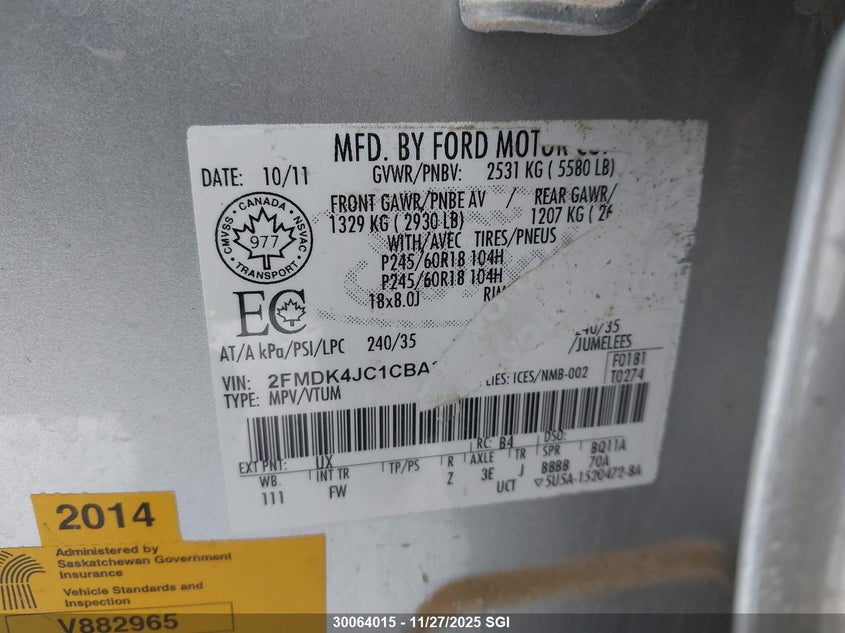 MFD. BY FORD MOTOR CO.
DATE: 10/11
GVWR/PNBV: 2531 KG ( 5580 LB)
FRONT GAWR/PNBE AV / REAR GAWR/
1329 KG ( 2930 LB) 1207 KG ( 26
WITH/AVEC TIRES/PNEUS
P245/60R18 104H
P245/60R18 104H
18x8.0J
CMVSS · CANADA · NSVAC
977
TRANSPORT
EC
AT/A kPa/PSI/LPC 240/35 240/35
/JUMELEES
VIN: 2FMDK4JC1CBA ICES/NMB-002 F0181
TYPE: MPV/VTUM T0274
EXT PNT: UX RC: B4 DSO:
WB INT TR TP/PS R AXLE TR SPR BQ11A
111 FW Z 3E J BBBB 70A
UCT 5U5A-1520472-BA
2014
Administered by
Saskatchewan Government
Insurance
Vehicle Standards and
Inspection
V882965
30064015 - 11/27/2025 SGI